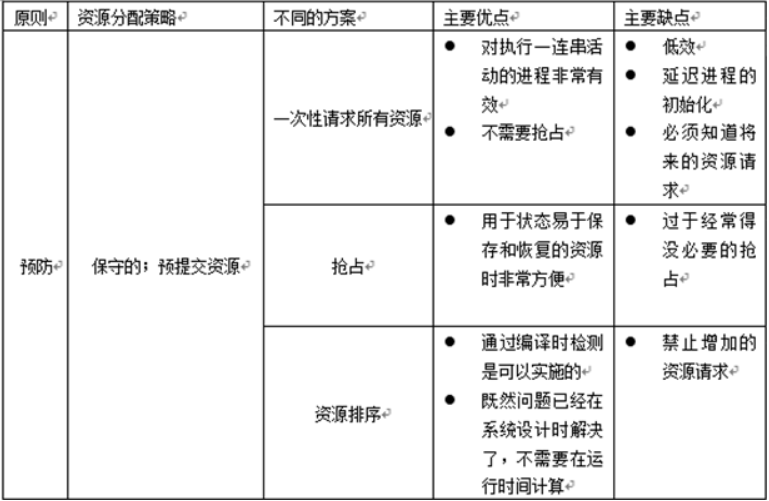 原则 资源分配策略 不同的方案 主要优点 主要缺点
预防
保守的；预提交资源
一次性请求所有资源
● 对执行一连串活
动的进程非常有
效
● 不需要抢占
● 低效
● 延迟进程的
初始化
● 必须知道将
来的资源请
求
抢占
● 用于状态易于保
存和恢复的资源
时非常方便
● 过于经常得
没必要的抢
占
资源排序
● 通过编译时检测
是可以实施的
● 既然问题已经在
系统设计时解决
了，不需要在运
行时间计算
● 禁止增加的
资源请求